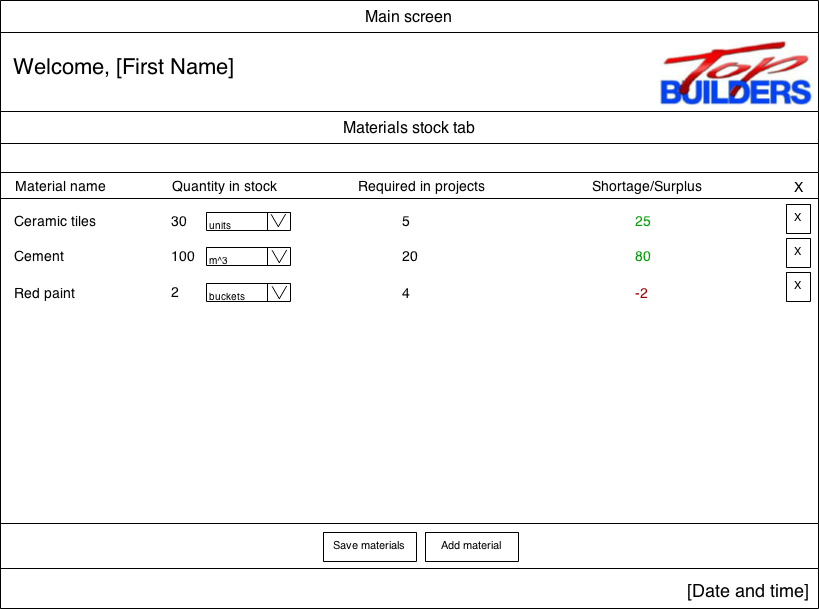 Main screen
Welcome, [First Name]
Top
BUILDERS
Materials stock tab
Material name Quantity in stock Required in projects Shortage/Surplus X
Ceramic tiles 30 units 5 25 X
Cement 100 m^3 20 80 X
Red paint 2 buckets 4 -2 X
Save materials Add material
[Date and time]